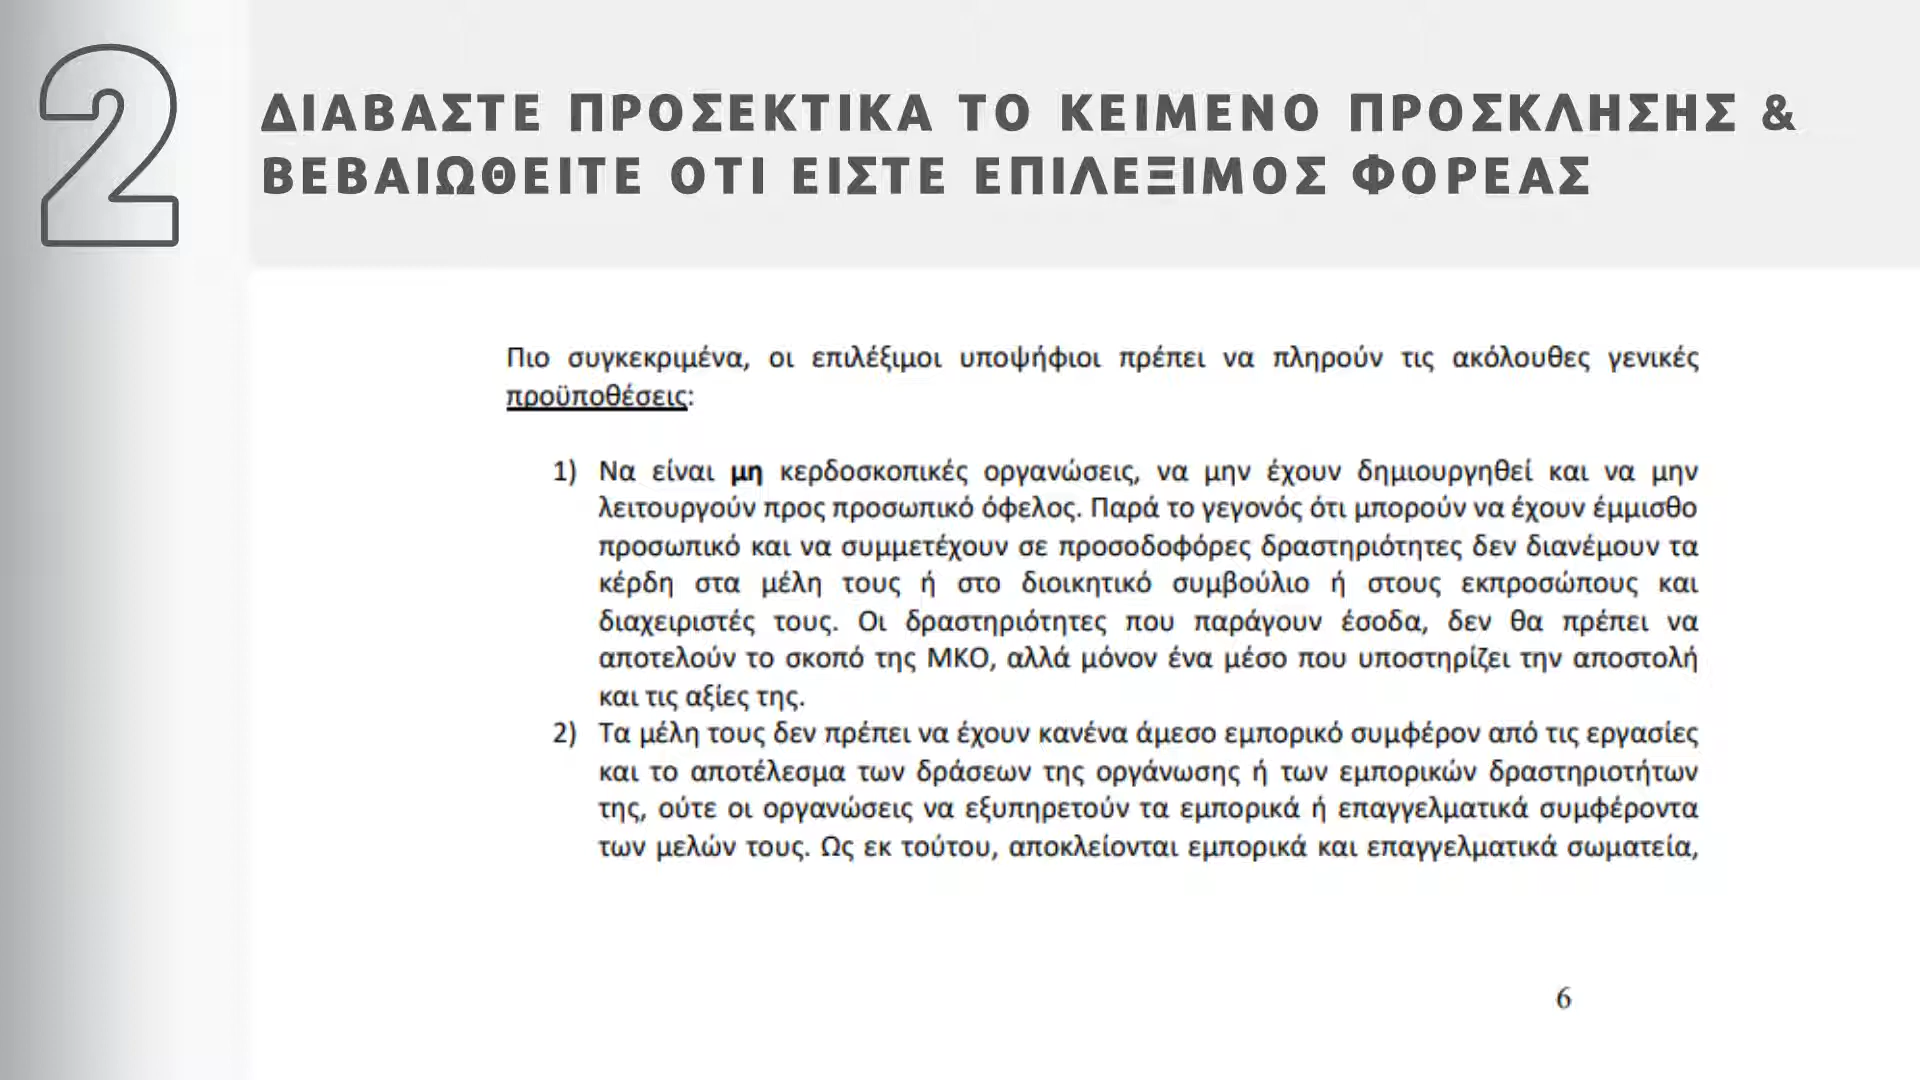 2
ΔΙΑΒΑΣΤΕ ΠΡΟΣΕΚΤΙΚΑ ΤΟ ΚΕΙΜΕΝΟ ΠΡΟΣΚΛΗΣΗΣ &
ΒΕΒΑΙΩΘΕΙΤΕ ΟΤΙ ΕΙΣΤΕ ΕΠΙΛΕΞΙΜΟΣ ΦΟΡΕΑΣ
Πιο συγκεκριμένα, οι επιλέξιμοι υποψήφιοι πρέπει να πληρούν τις ακόλουθες γενικές
προϋποθέσεις:
1) Να είναι μη κερδοσκοπικές οργανώσεις, να μην έχουν δημιουργηθεί και να μην
λειτουργούν προς προσωπικό όφελος. Παρά το γεγονός ότι μπορούν να έχουν έμμισθο
προσωπικό και να συμμετέχουν σε προσοδοφόρες δραστηριότητες δεν διανέμουν τα
κέρδη στα μέλη τους ή στο διοικητικό συμβούλιο ή στους εκπροσώπους και
διαχειριστές τους. Οι δραστηριότητες που παράγουν έσοδα, δεν θα πρέπει να
αποτελούν το σκοπό της ΜΚΟ, αλλά μόνον ένα μέσο που υποστηρίζει την αποστολή
και τις αξίες της.
2) Τα μέλη τους δεν πρέπει να έχουν κανένα άμεσο εμπορικό συμφέρον από τις εργασίες
και το αποτέλεσμα των δράσεων της οργάνωσης ή των εμπορικών δραστηριοτήτων
της, ούτε οι οργανώσεις να εξυπηρετούν τα εμπορικά ή επαγγελματικά συμφέροντα
των μελών τους. Ως εκ τούτου, αποκλείονται εμπορικά και επαγγελματικά σωματεία,
6